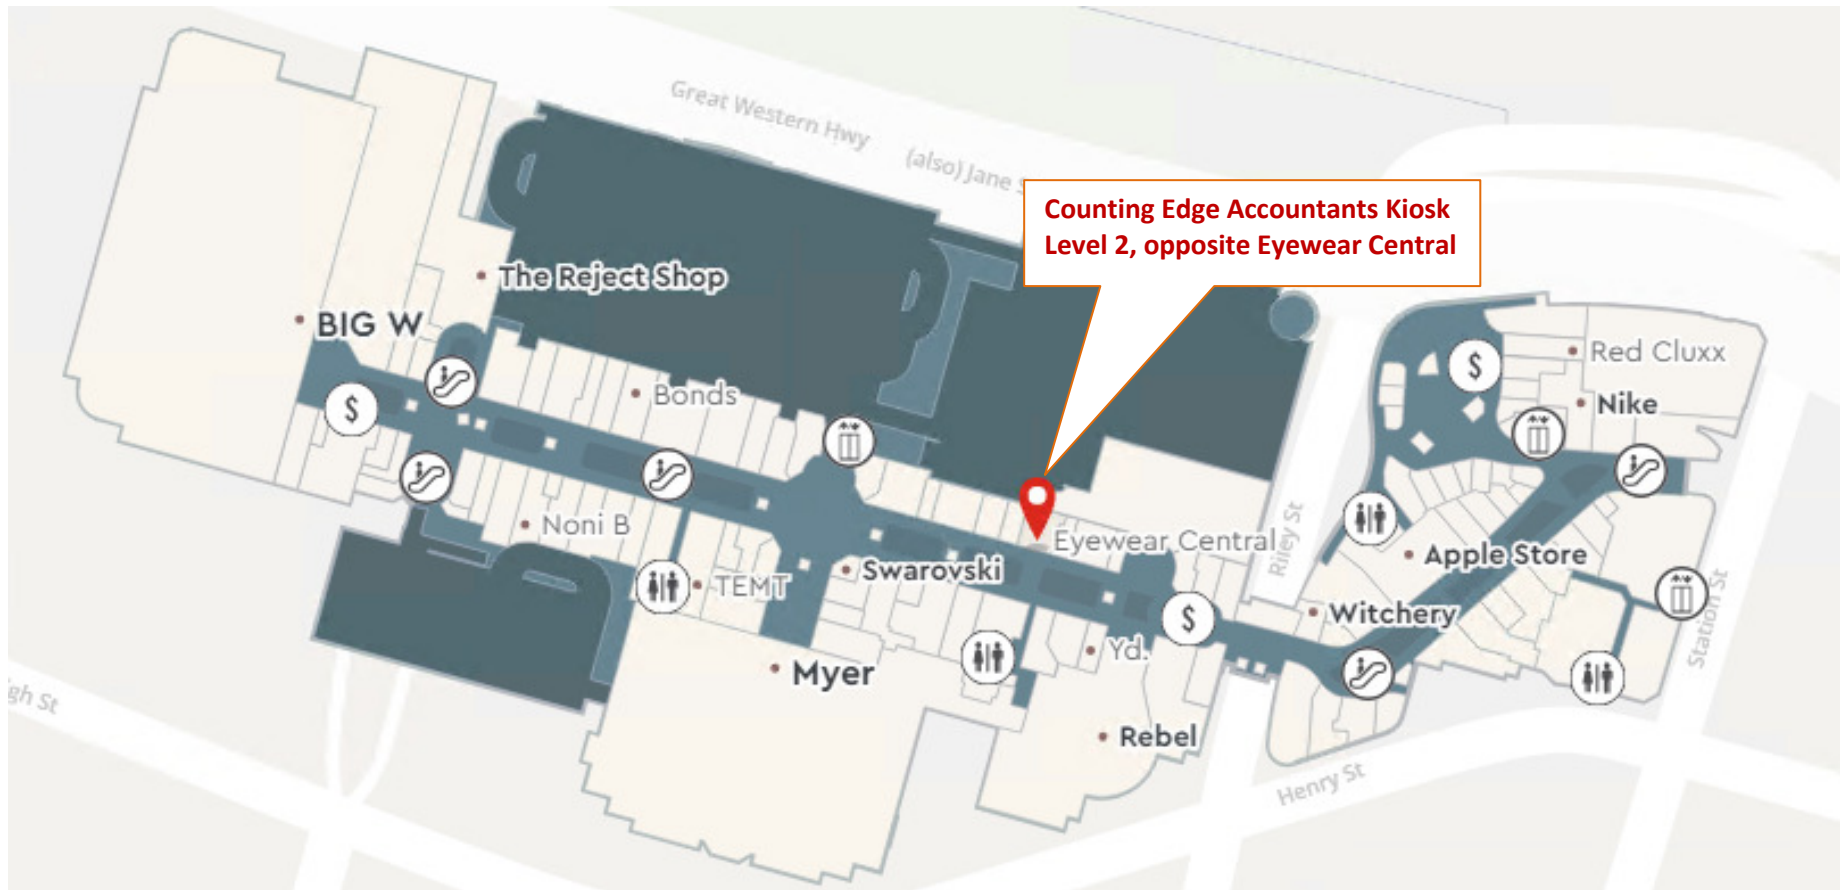 Great Western Hwy
(also) Jane S
Counting Edge Accountants Kiosk
Level 2, opposite Eyewear Central
The Reject Shop
BIG W
$
Bonds
$
Red Cluxx
Nike
Noni B
Eyewear Central
Riley St
Apple Store
Swarovski
TEMT
$
Witchery
Station St
Yd.
Myer
gh St
Rebel
Henry St